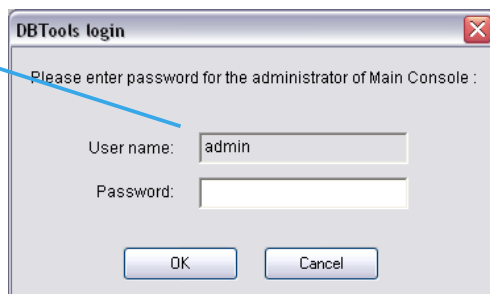 DBTools login
Please enter password for the administrator of Main Console :
User name: admin
Password:
OK Cancel